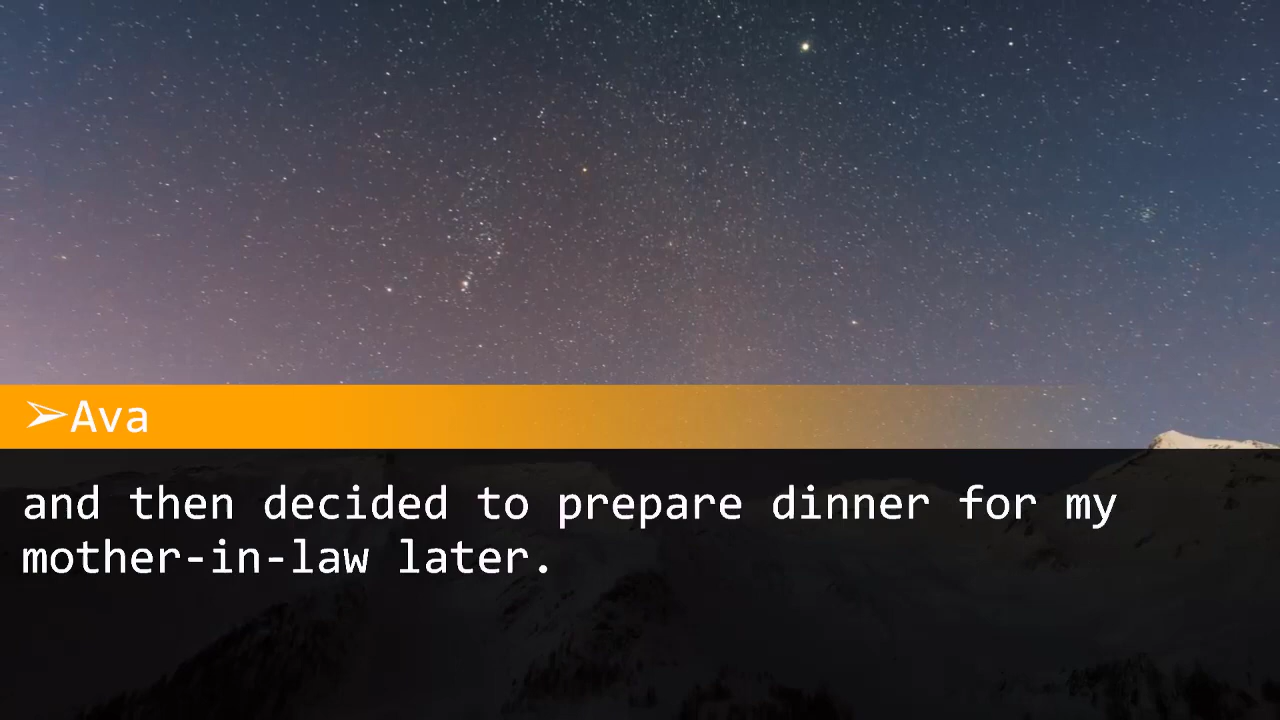 ➢Ava
and then decided to prepare dinner for my
mother-in-law later.